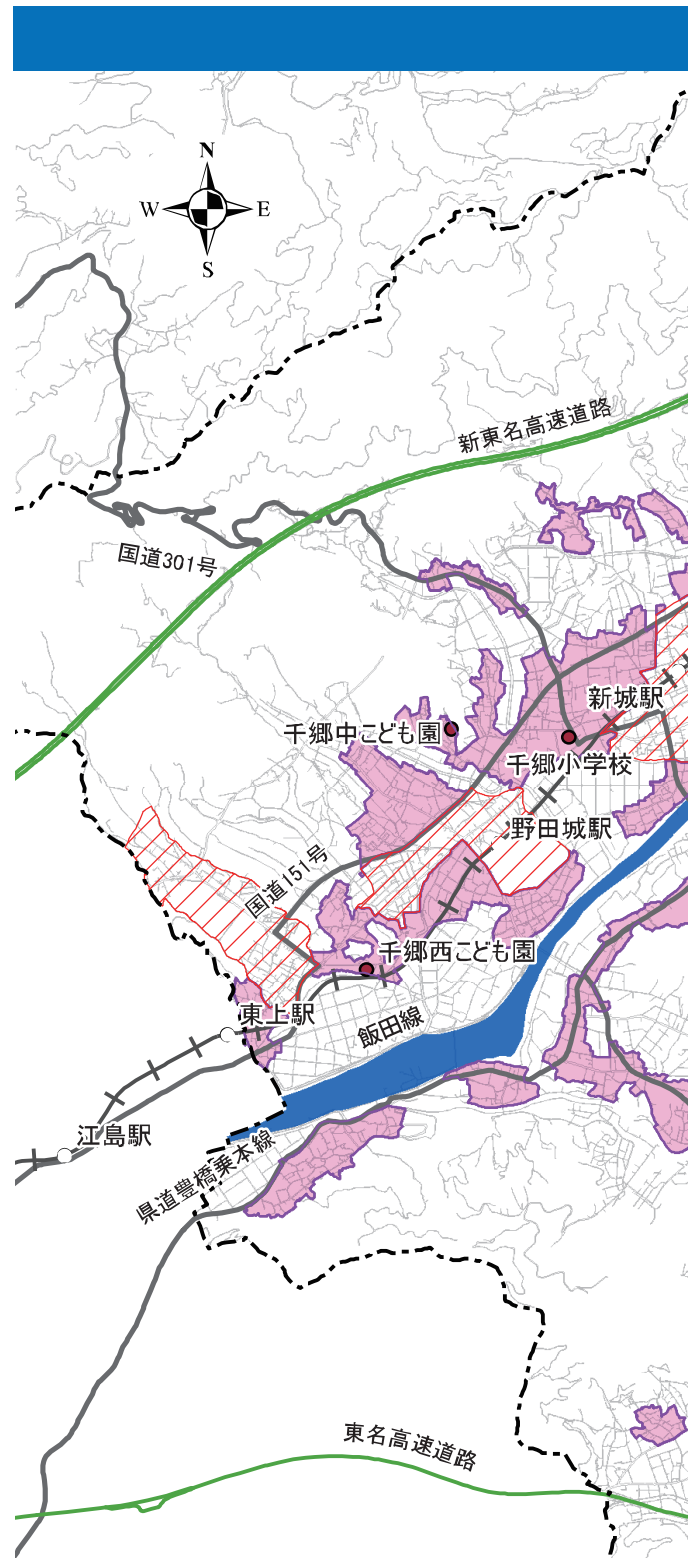 N
W
E
S
新東名高速道路
国道301号
新城駅
千郷中こども園
千郷小学校
野田城駅
国道151号
千郷西こども園
東上駅
飯田線
江島駅
県道豊橋乗本線
東名高速道路